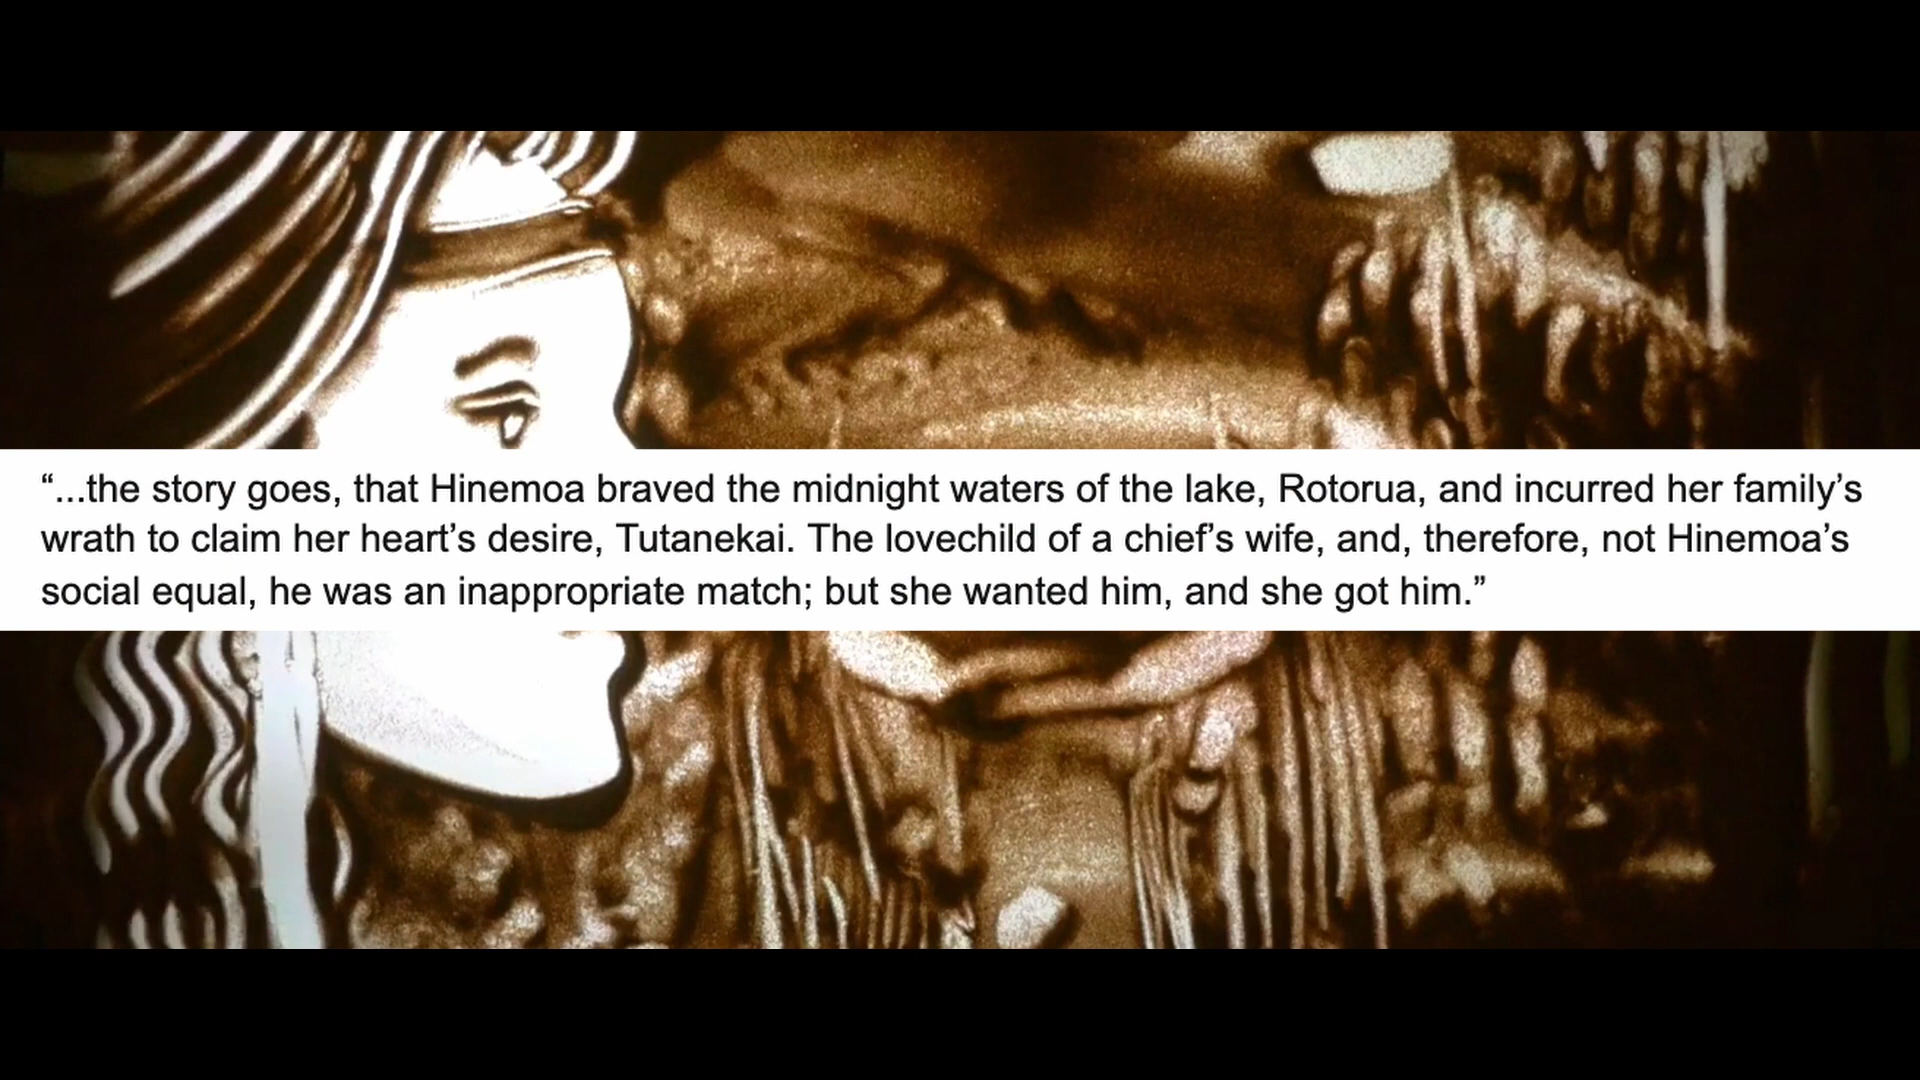 “...the story goes, that Hinemoa braved the midnight waters of the lake, Rotorua, and incurred her family’s
wrath to claim her heart’s desire, Tutanekai. The lovechild of a chief’s wife, and, therefore, not Hinemoa’s
social equal, he was an inappropriate match; but she wanted him, and she got him.”